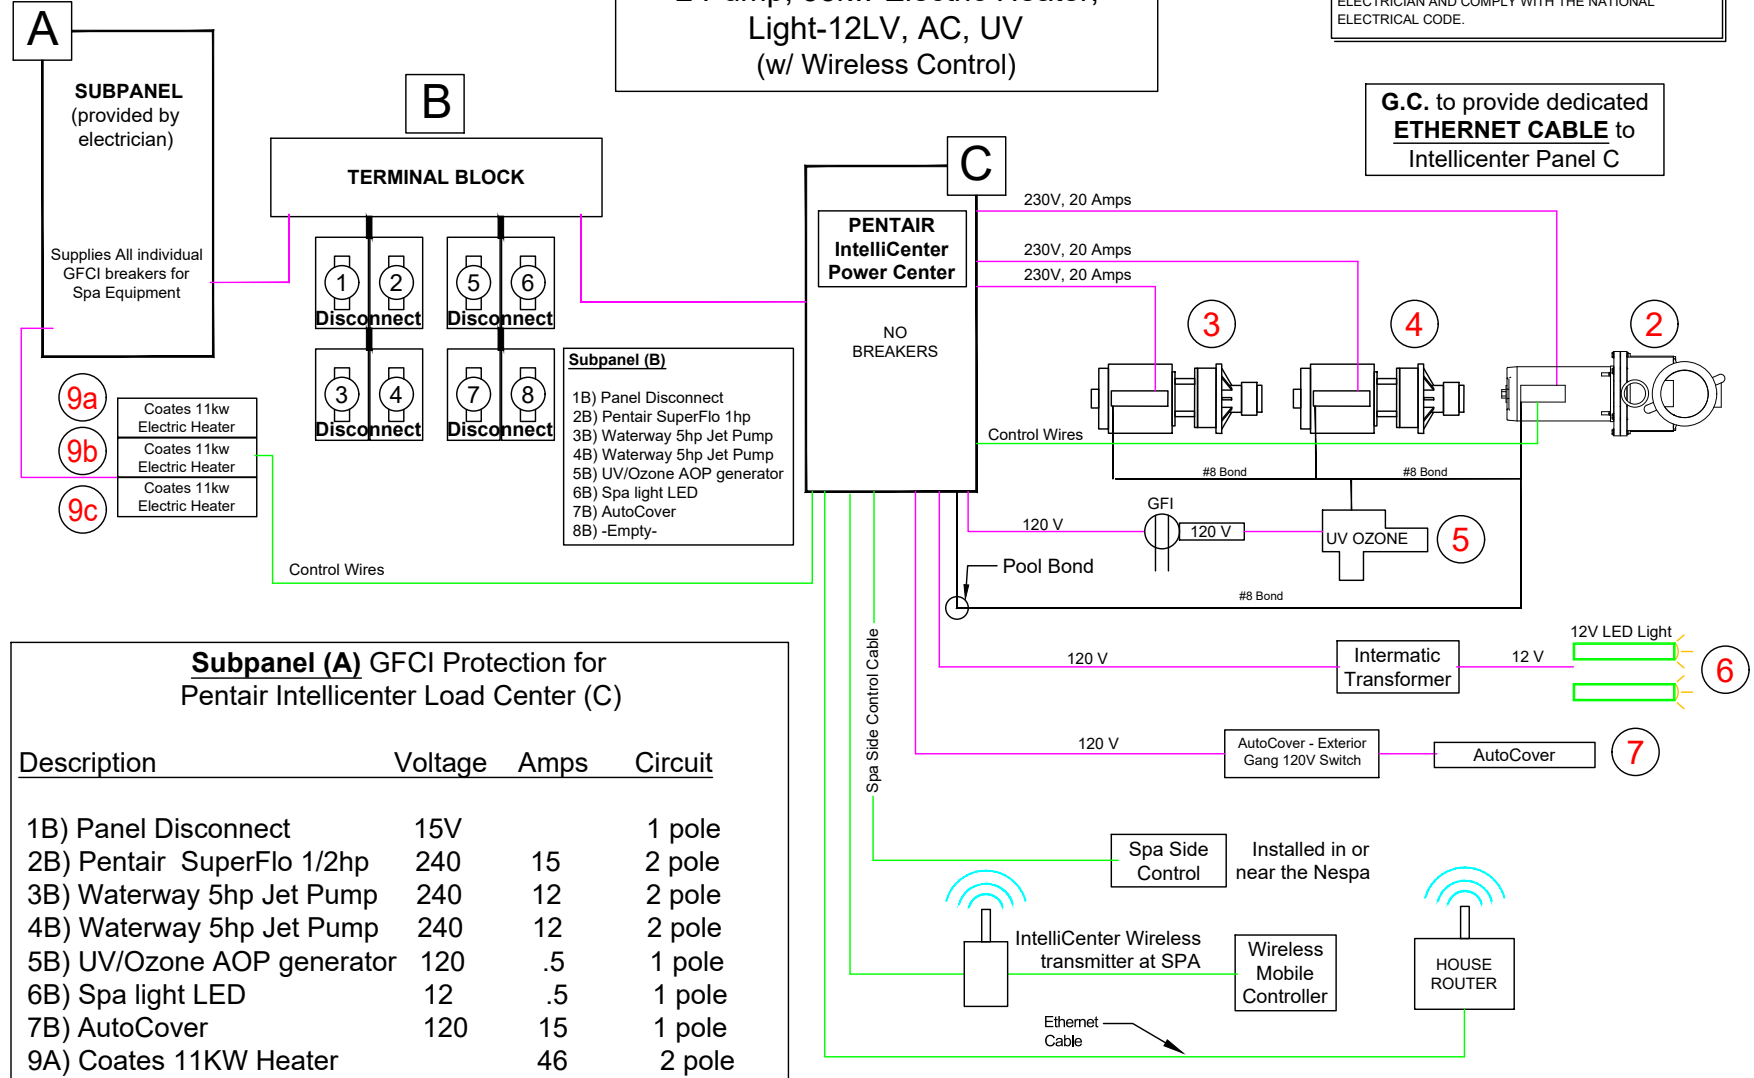 A
SUBPANEL
(provided by
electrician)
Supplies All individual
GFCI breakers for
Spa Equipment
B
TERMINAL BLOCK
1
2
5
6
Disconnect
Disconnect
3
4
7
8
Disconnect
Disconnect
Light-12LV, AC, UV
(w/ Wireless Control)
ELECTRICAL CODE.
G.C. to provide dedicated
ETHERNET CABLE to
Intellicenter Panel C
C
PENTAIR
IntelliCenter
Power Center
NO
BREAKERS
230V, 20 Amps
230V, 20 Amps
230V, 20 Amps
3
4
2
9a
9b
9c
Coates 11kw
Electric Heater
Coates 11kw
Electric Heater
Coates 11kw
Electric Heater
Subpanel (B)
1B) Panel Disconnect
2B) Pentair SuperFlo 1hp
3B) Waterway 5hp Jet Pump
4B) Waterway 5hp Jet Pump
5B) UV/Ozone AOP generator
6B) Spa light LED
7B) AutoCover
8B) -Empty-
Control Wires
Control Wires
#8 Bond
#8 Bond
GFI
120 V
120 V
UV OZONE
5
Pool Bond
#8 Bond
Spa Side Control Cable
120 V
Intermatic
Transformer
12 V
12V LED Light
6
120 V
AutoCover - Exterior
Gang 120V Switch
AutoCover
7
Spa Side
Control
Installed in or
near the Nespa
IntelliCenter Wireless
transmitter at SPA
Wireless
Mobile
Controller
HOUSE
ROUTER
Ethernet
Cable
Subpanel (A) GFCI Protection for
Pentair Intellicenter Load Center (C)
Description Voltage Amps Circuit
1B) Panel Disconnect 15V 1 pole
2B) Pentair SuperFlo 1/2hp 240 15 2 pole
3B) Waterway 5hp Jet Pump 240 12 2 pole
4B) Waterway 5hp Jet Pump 240 12 2 pole
5B) UV/Ozone AOP generator 120 .5 1 pole
6B) Spa light LED 12 .5 1 pole
7B) AutoCover 120 15 1 pole
9A) Coates 11KW Heater 46 2 pole